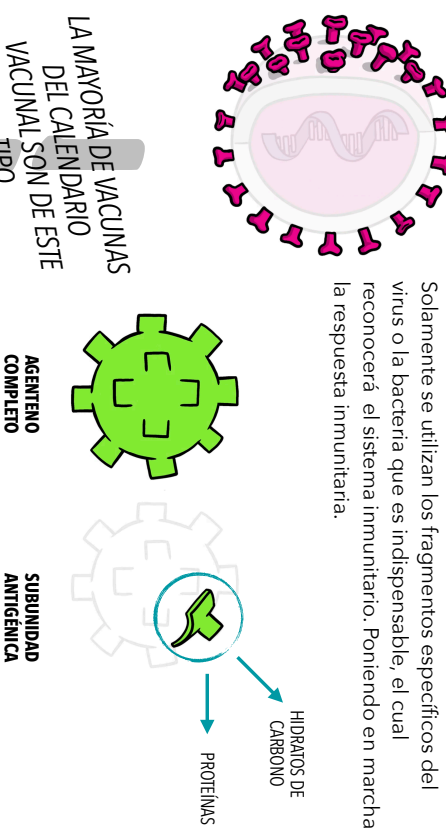 Solamente se utilizan los fragmentos específicos del
virus o la bacteria que es indispensable, el cual
reconocerá el sistema inmunitario. Poniendo en marcha
la respuesta inmunitaria.
HIDRATOS DE
CARBONO
PROTEÍNAS
LA MAYORÍA DE VACUNAS
DEL CALENDARIO
VACUNAL SON DE ESTE
TIPO
AGENTENO
COMPLETO
SUBUNIDAD
ANTIGÉNICA